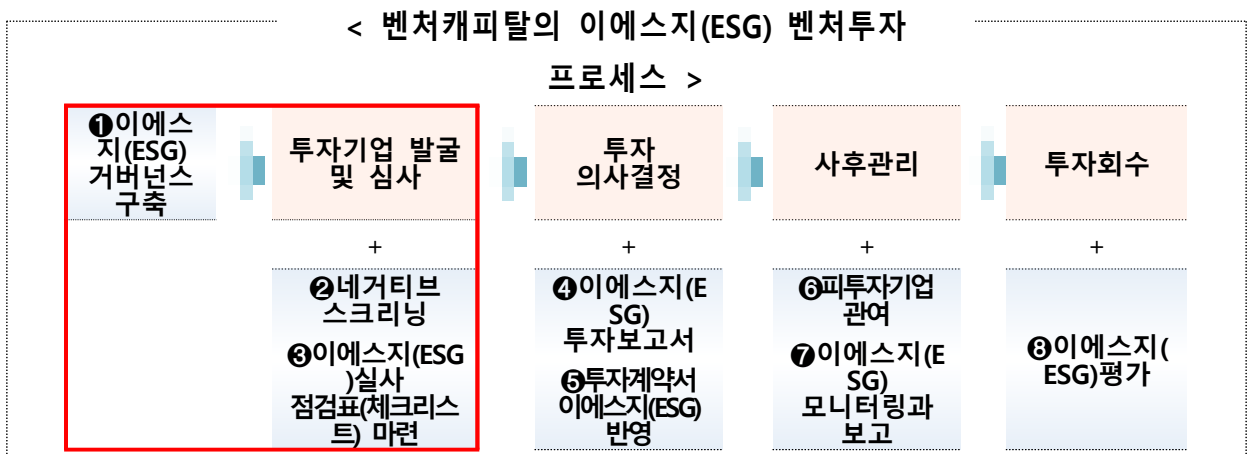 < 벤처캐피탈의 이에스지(ESG) 벤처투자
프로세스 >
❶이에스
지(ESG)
거버넌스
구축
투자기업 발굴
및 심사
투자
의사결정
사후관리
투자회수
+
+
+
+
❷네거티브
스크리닝
❸이에스지(ESG
)실사
점검표(체크리스
트) 마련
❹이에스지(E
SG)
투자보고서
❺투자계약서
이에스지(ESG)
반영
❻피투자기업
관여
❼이에스지(E
SG)
모니터링과
보고
❽이에스지(
ESG)평가